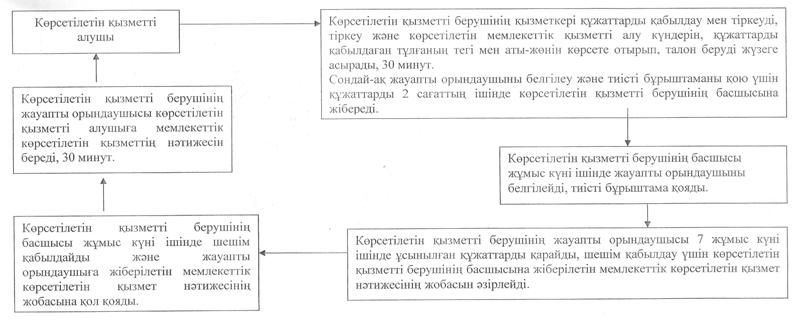 Көрсетілетін қызметті
алушы
Көрсетілетін қызметті берушінің қызметкері құжаттарды қабылдау мен тіркеуді,
тіркеу және көрсетілетін мемлекеттік қызметті алу күндерін, құжаттарды
қабылдаған тұлғаның тегі мен аты-жөнін көрсете отырып, талон беруді жүзеге
асырады, 30 минут.
Сондай-ақ жауапты орындаушыны белгілеу және тиісті бұрыштаманы қою үшін
құжаттарды 2 сағаттың ішінде көрсетілетін қызметті берушінің басшысына
жібереді.
Көрсетілетін қызметті берушінің басшысы
жұмыс күні ішінде жауапты орындаушыны
белгілейді, тиісті бұрыштама қояды.
Көрсетілетін қызметті берушінің жауапты орындаушысы 7 жұмыс күні
ішінде ұсынылған құжаттарды қарайды, шешім қабылдау үшін көрсетілетін
қызметті берушінің басшысына жіберілетін мемлекеттік көрсетілетін қызмет
нәтижесінің жобасын әзірлейді.
Көрсетілетін қызметті берушінің
басшысы жұмыс күні ішінде шешім
қабылдайды және жауапты
орындаушыға жіберілетін мемлекеттік
көрсетілетін қызмет нәтижесінің
жобасына қол қояды.
Көрсетілетін қызметті берушінің
жауапты орындаушысы көрсетілетін
қызметті алушыға мемлекеттік
көрсетілетін қызметтің нәтижесін
береді, 30 минут.